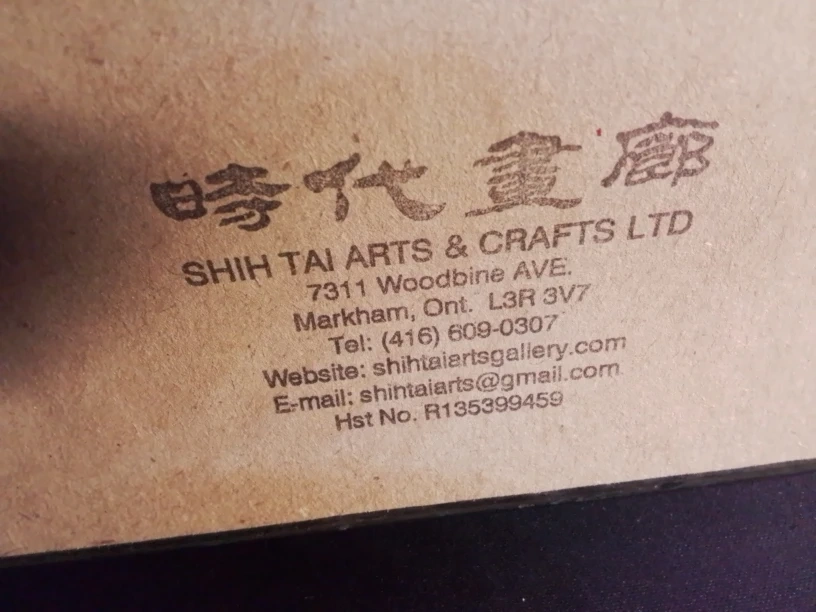 時代畫廊
SHIH TAI ARTS & CRAFTS LTD
7311 Woodbine AVE.
Markham, Ont. L3R 3V7
Tel: (416) 609-0307
Website: shihtaiartsgallery.com
E-mail: shihtaiarts@gmail.com
Hst No. R135399459